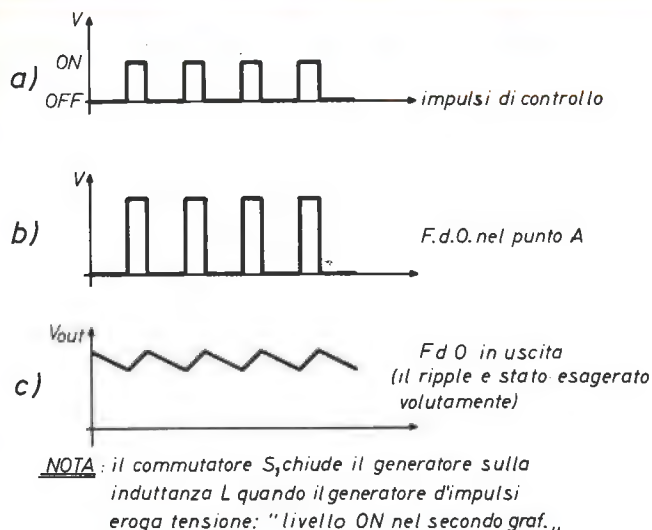 V
ON
a)
OFF
impulsi di controllo
V
b)
F.d.O. nel punto A
Vout
c)
F d O in uscita
(il ripple e stato esagerato
volutamente)
NOTA : il commutatore S, chiude il generatore sulla
induttanza L quando il generatore d'impulsi
eroga tensione: "livello ON nel secondo graf.„